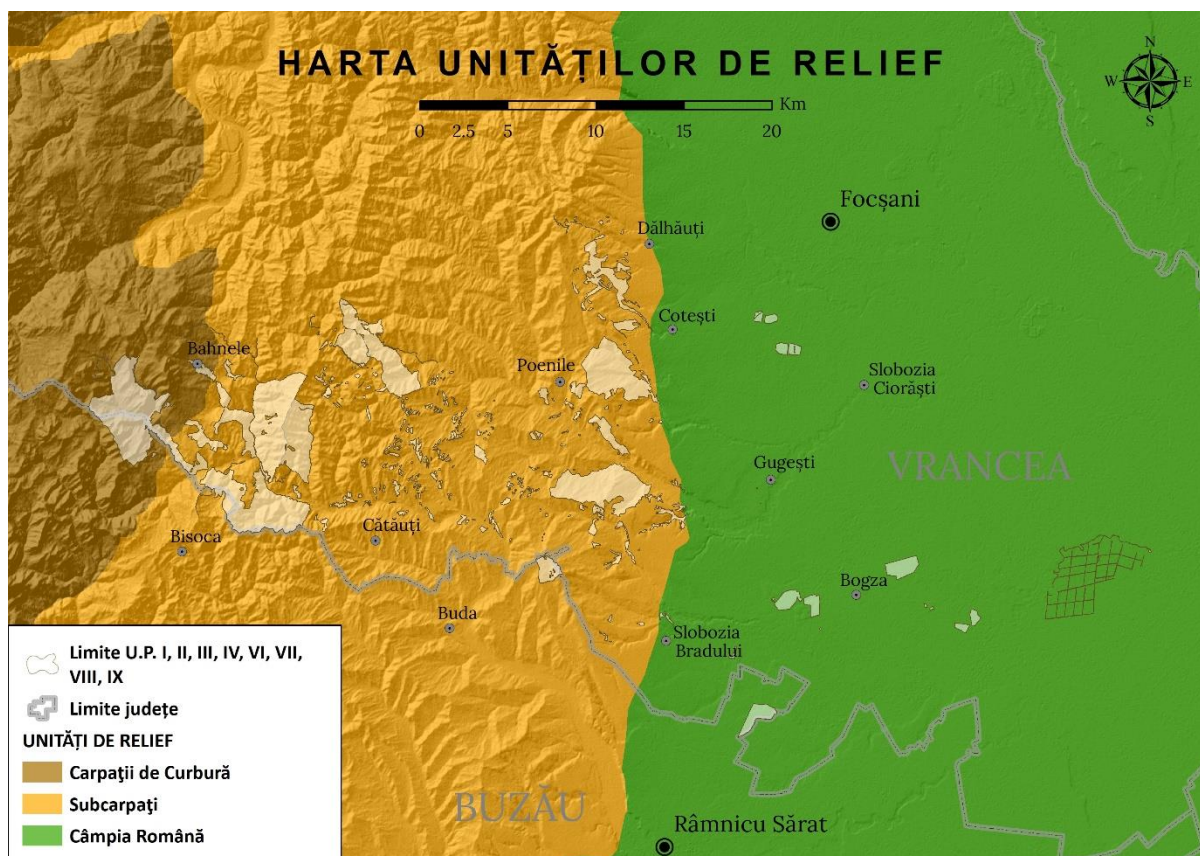 HARTA UNITĂȚILOR DE RELIEF
N
W E
S
Km
0 2.5 5 10 15 20
Focșani
Dălhăuți
Cotești
Bahnele
Poenile
Slobozia
Ciorăști
Gugești
VRANCEA
Cătăuți
Bisoca
Bogza
Buda
Slobozia
Bradului
BUZĂU
Râmnicu Sărat
Limite U.P. I, II, III, IV, VI, VII,
VIII, IX
Limite județe
UNITĂȚI DE RELIEF
Carpații de Curbură
Subcarpați
Câmpia Română